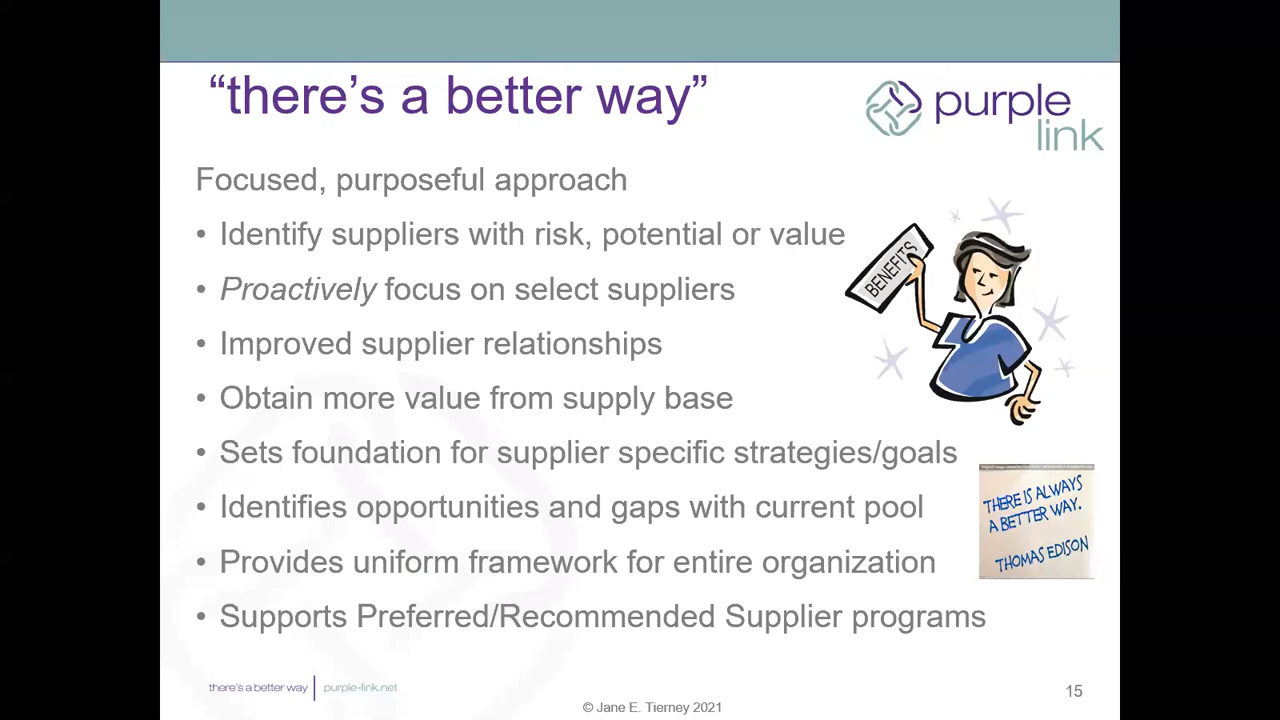 “there’s a better way”
purple
link
Focused, purposeful approach
• Identify suppliers with risk, potential or value
• Proactively focus on select suppliers
• Improved supplier relationships
• Obtain more value from supply base
• Sets foundation for supplier specific strategies/goals
• Identifies opportunities and gaps with current pool
• Provides uniform framework for entire organization
• Supports Preferred/Recommended Supplier programs
BENEFITS
THERE IS ALWAYS
A BETTER WAY.
THOMAS EDISON
there's a better way
purple-link.net
© Jane E. Tierney 2021
15